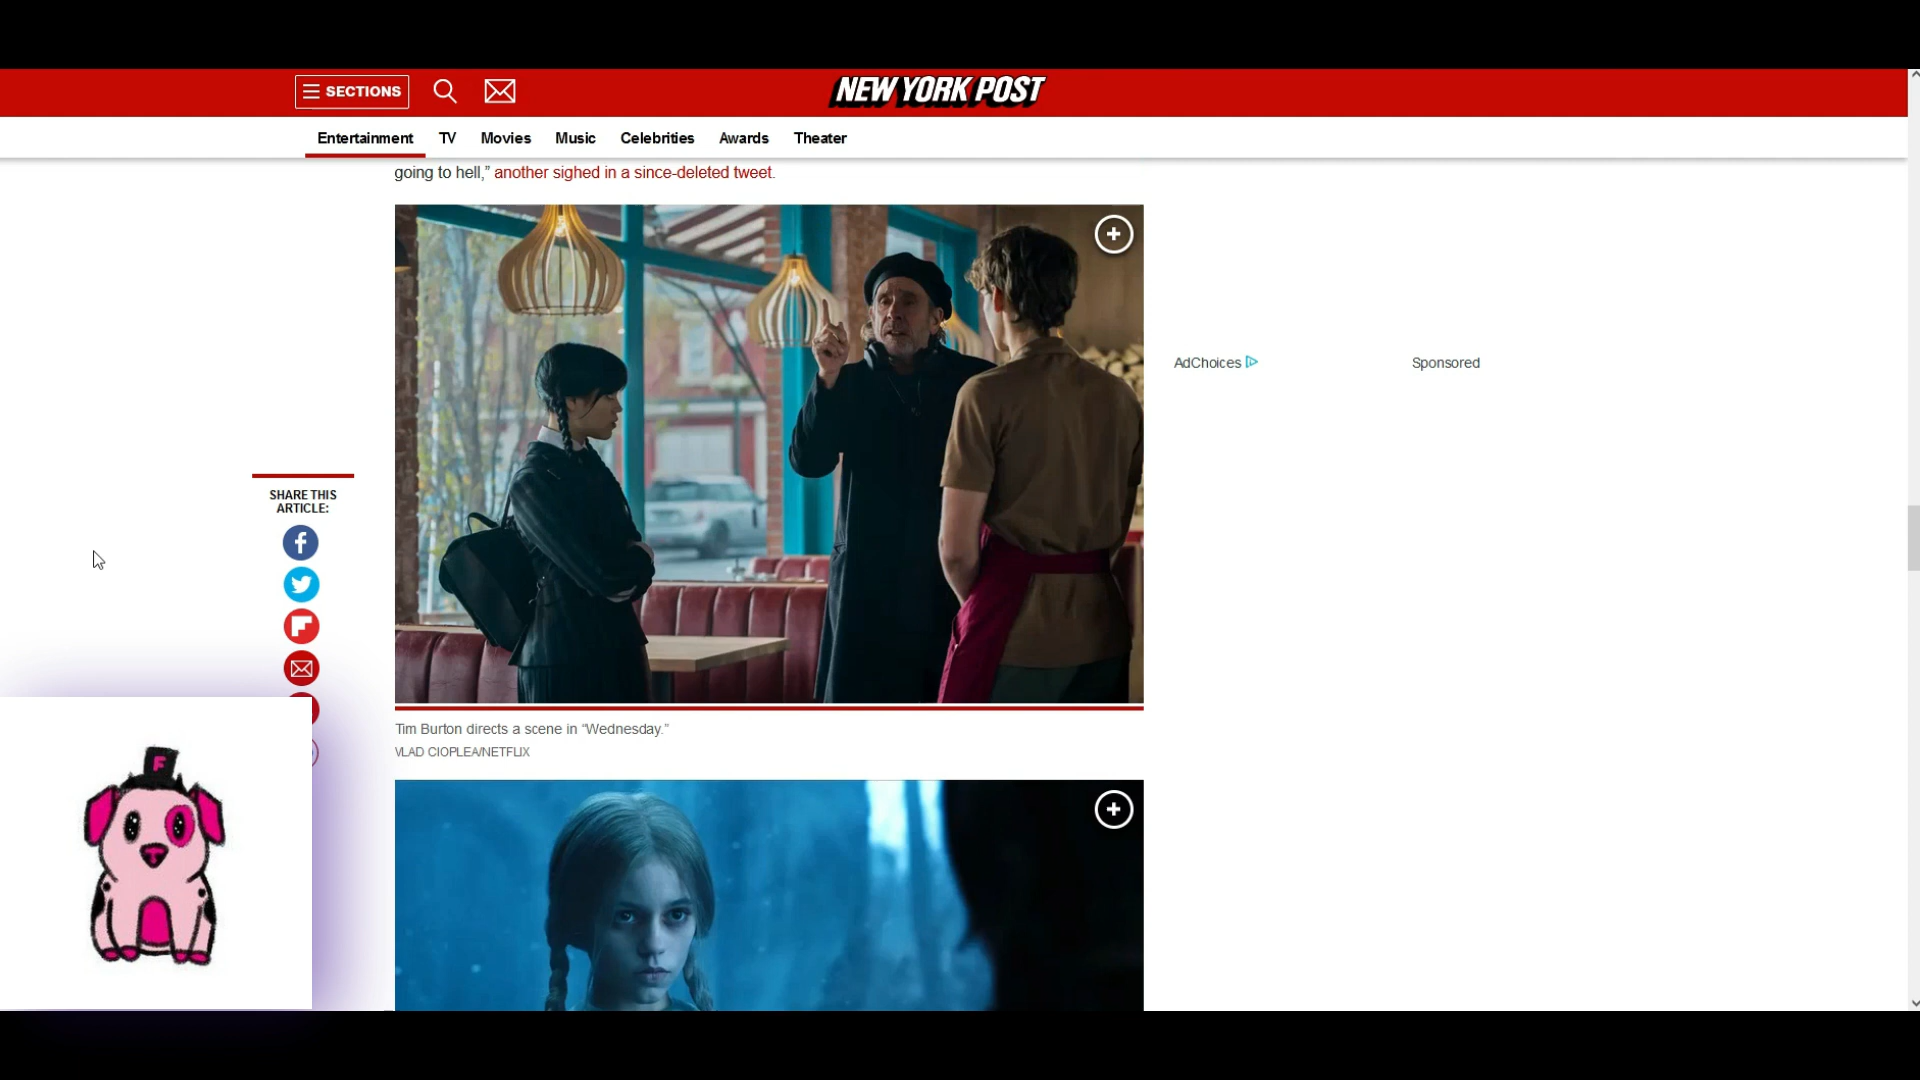 SECTIONS
NEW YORK POST
Entertainment TV Movies Music Celebrities Awards Theater
going to hell,” another sighed in a since-deleted tweet.
AdChoices
Sponsored
SHARE THIS
ARTICLE:
Tim Burton directs a scene in “Wednesday.”
VLAD CIOPLEA/NETFLIX
F
T